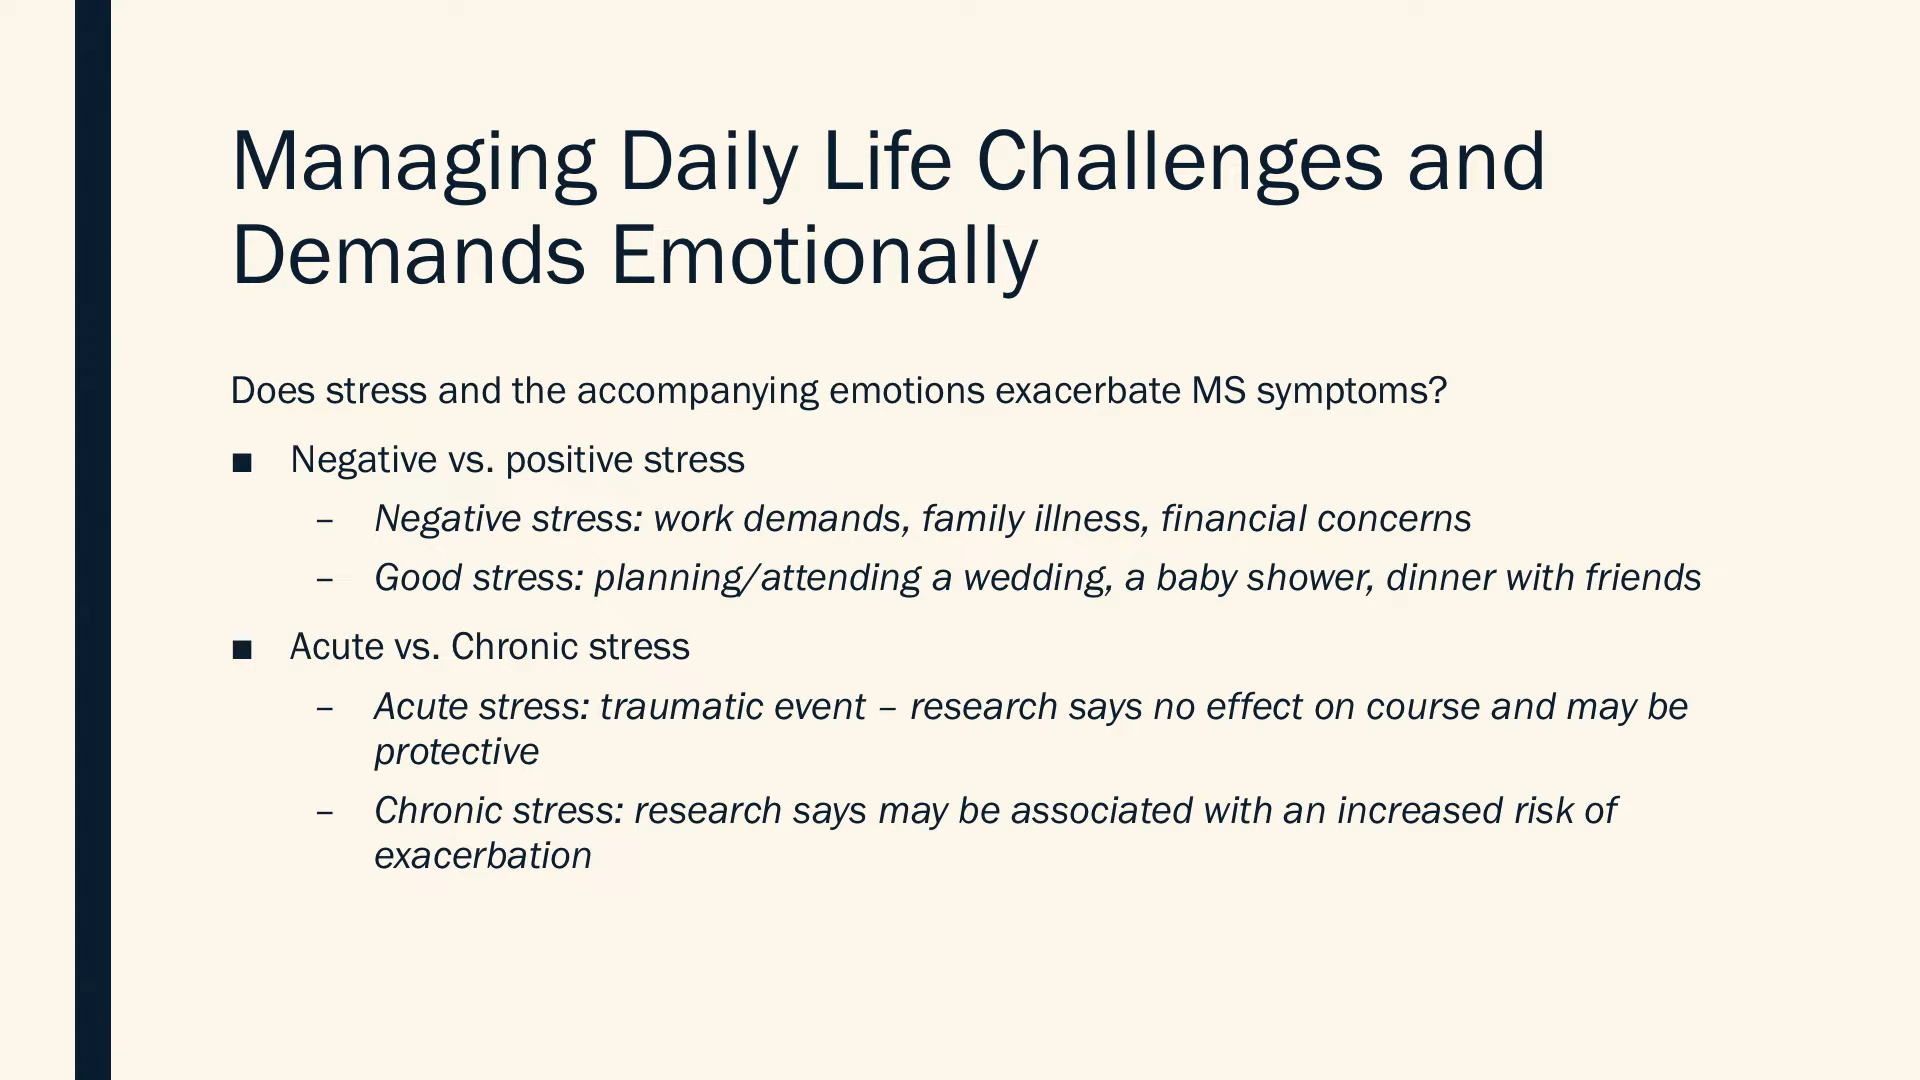 Managing Daily Life Challenges and
Demands Emotionally
Does stress and the accompanying emotions exacerbate MS symptoms?
■ Negative vs. positive stress
– Negative stress: work demands, family illness, financial concerns
– Good stress: planning/attending a wedding, a baby shower, dinner with friends
■ Acute vs. Chronic stress
– Acute stress: traumatic event – research says no effect on course and may be
protective
– Chronic stress: research says may be associated with an increased risk of
exacerbation